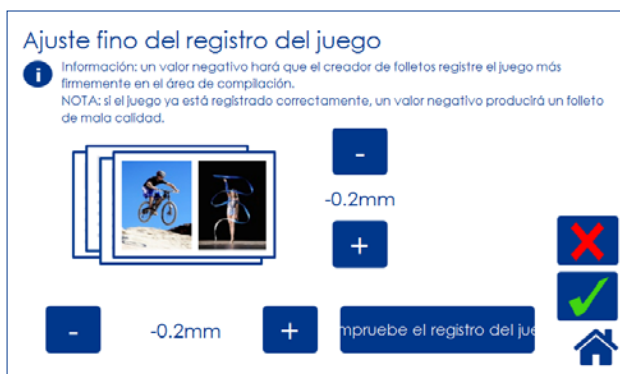 Ajuste fino del registro del juego
i
Información: un valor negativo hará que el creador de folletos registre el juego más
firmemente en el área de compilación.
NOTA: si el juego ya está registrado correctamente, un valor negativo producirá un folleto
de mala calidad.
-
-0.2mm
+
- -0.2mm + mpruebe el registro del jue